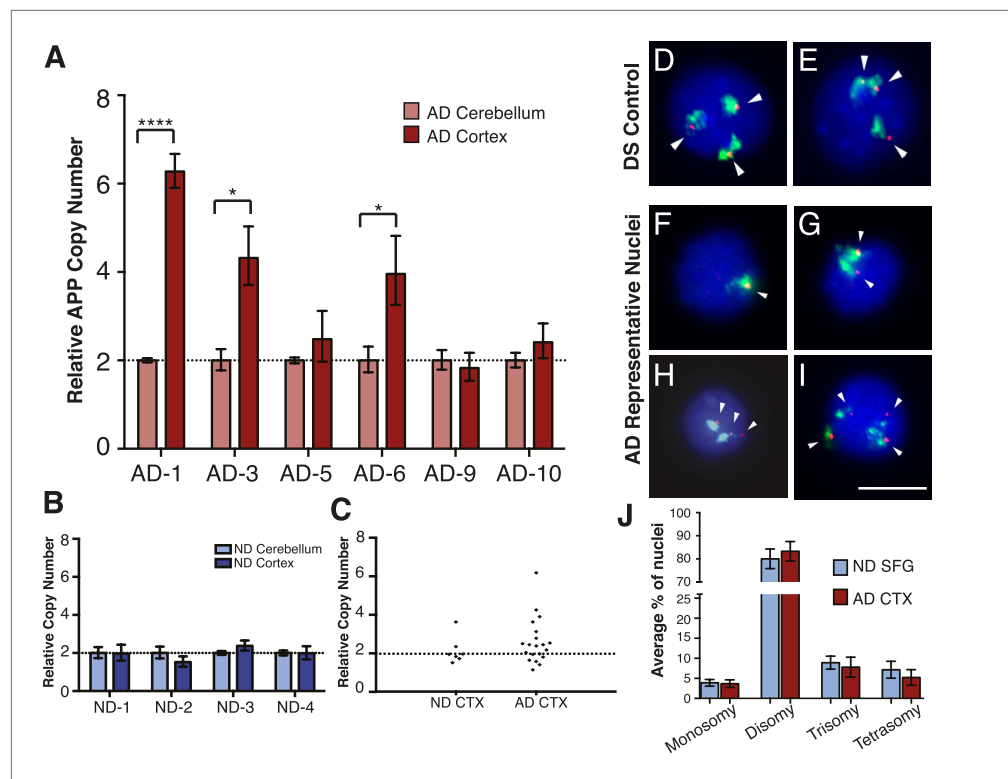 A
Relative APP Copy Number
8
6
4
2
0
****
*
*
AD Cerebellum
AD Cortex
AD-1 AD-3 AD-5 AD-6 AD-9 AD-10
B
Relative Copy Number
8
6
4
2
0
ND Cerebellum
ND Cortex
ND-1 ND-2 ND-3 ND-4
C
Relative Copy Number
8
6
4
2
0
ND CTX AD CTX
DS Control
D E
AD Representative Nuclei
F G
H I
J
Average % of nuclei
100
90
80
70
25
20
15
10
5
0
ND SFG
AD CTX
Monosomy Disomy Trisomy Tetrasomy